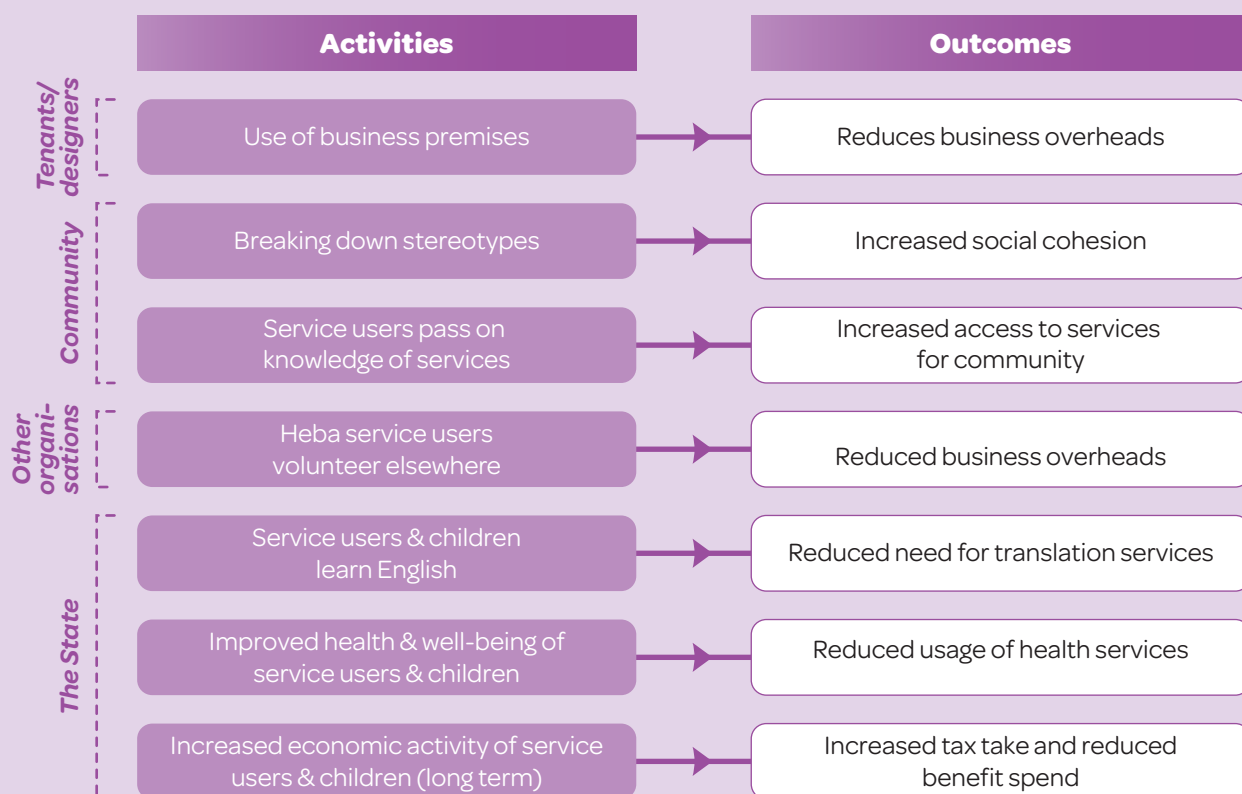 Activities
Outcomes
Tenants/
designers
Use of business premises
Reduces business overheads
Community
Breaking down stereotypes
Increased social cohesion
Service users pass on
knowledge of services
Increased access to services
for community
Other
organi-
sations
Heba service users
volunteer elsewhere
Reduced business overheads
The State
Service users & children
learn English
Reduced need for translation services
Improved health & well-being of
service users & children
Reduced usage of health services
Increased economic activity of service
users & children (long term)
Increased tax take and reduced
benefit spend